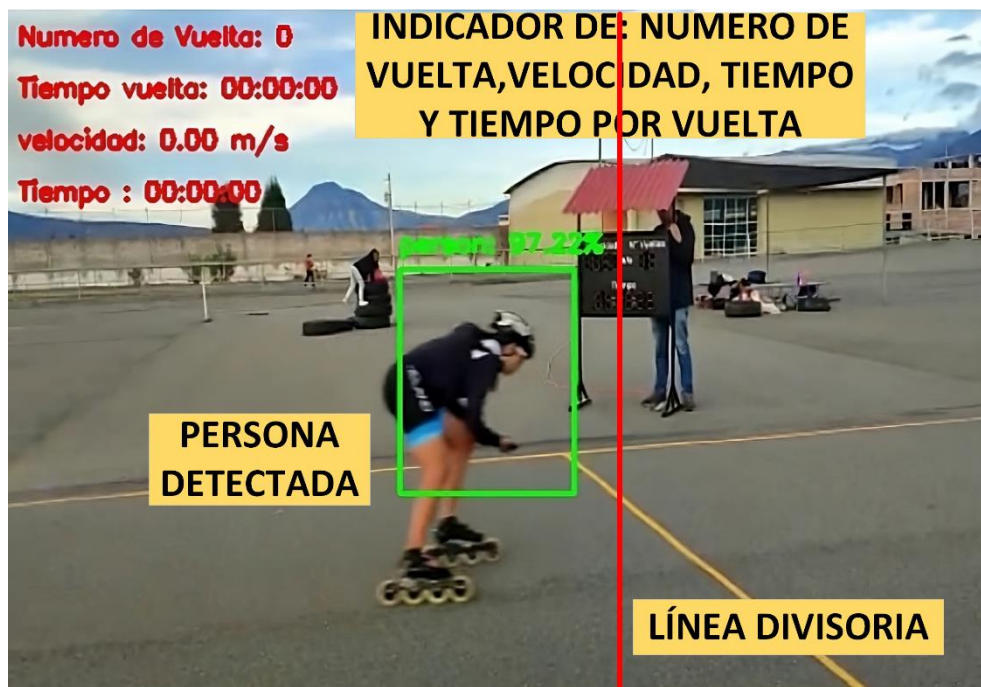 Numero de Vuelta: 0
Tiempo vuelta: 00:00:00
velocidad: 0.00 m/s
Tiempo : 00:00:00
INDICADOR DE: NUMERO DE
VUELTA,VELOCIDAD, TIEMPO
Y TIEMPO POR VUELTA
person: 97.22%
Tiempo
PERSONA
DETECTADA
LÍNEA DIVISORIA